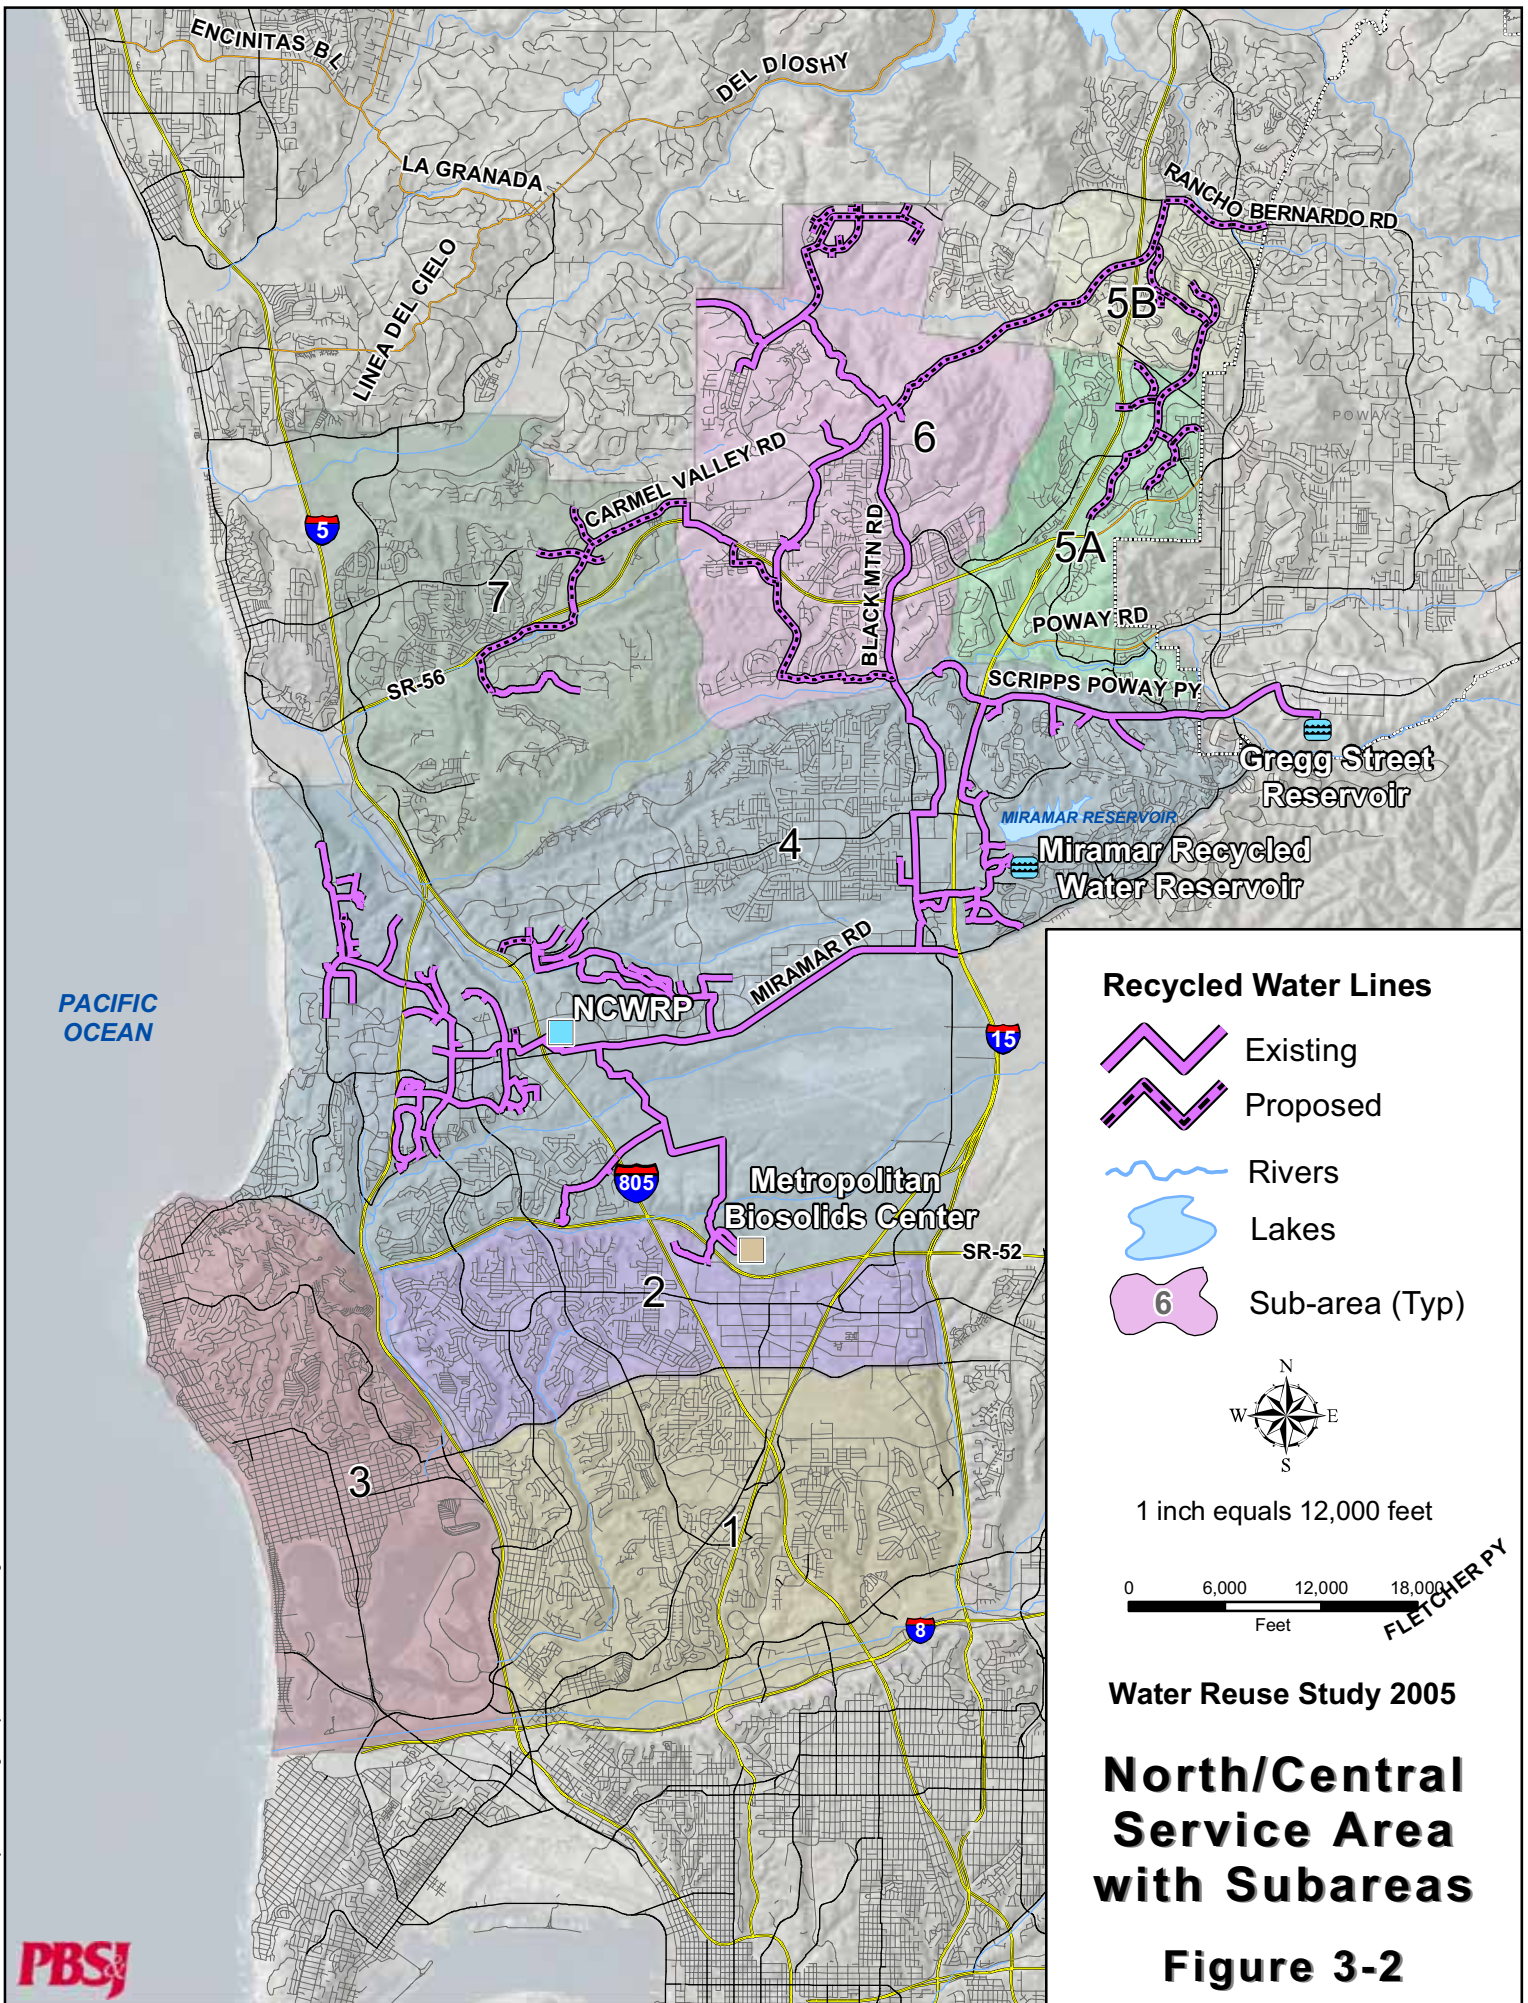 ENCINITAS BL
DEL DIOSHY
LA GRANADA
LINEA DEL CIELO
RANCHO BERNARDO RD
5B
POWAY
6
CARMEL VALLEY RD
5
BLACK MTN RD
5A
7
POWAY RD
SR-56
SCRIPPS POWAY PY
Gregg Street
Reservoir
MIRAMAR RESERVOIR
4
Miramar Recycled
Water Reservoir
MIRAMAR RD
PACIFIC
OCEAN
NCWRP
15
805
Metropolitan
Biosolids Center
SR-52
2
3
1
8
Recycled Water Lines
Existing
Proposed
Rivers
Lakes
6
Sub-area (Typ)
N
W
E
S
1 inch equals 12,000 feet
0 6,000 12,000 18,000
Feet
FLETCHER PY
Water Reuse Study 2005
North/Central
Service Area
with Subareas
Figure 3-2
PBS&J